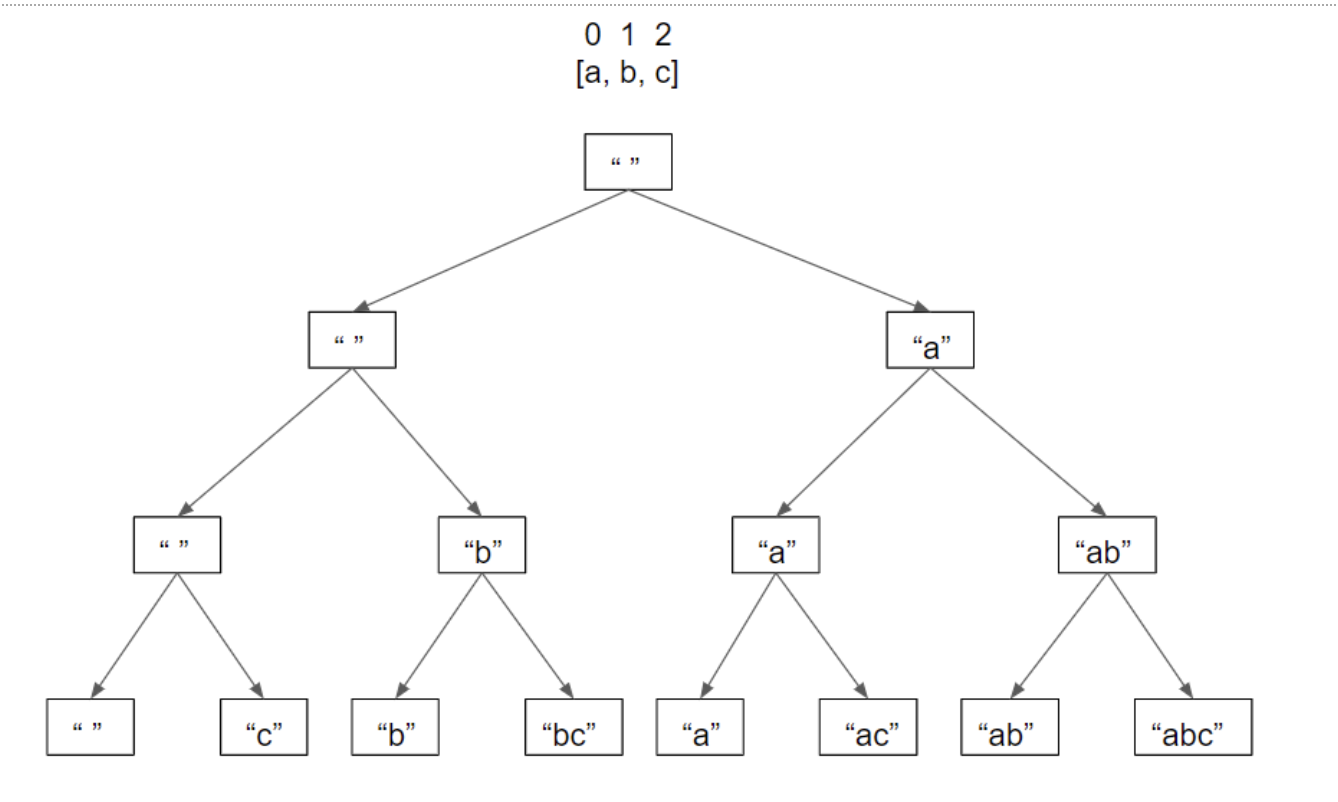 0 1 2
[a, b, c]
“ ”
“ ” “a”
“ ” “b” “a” “ab”
“ ” “c” “b” “bc” “a” “ac” “ab” “abc”